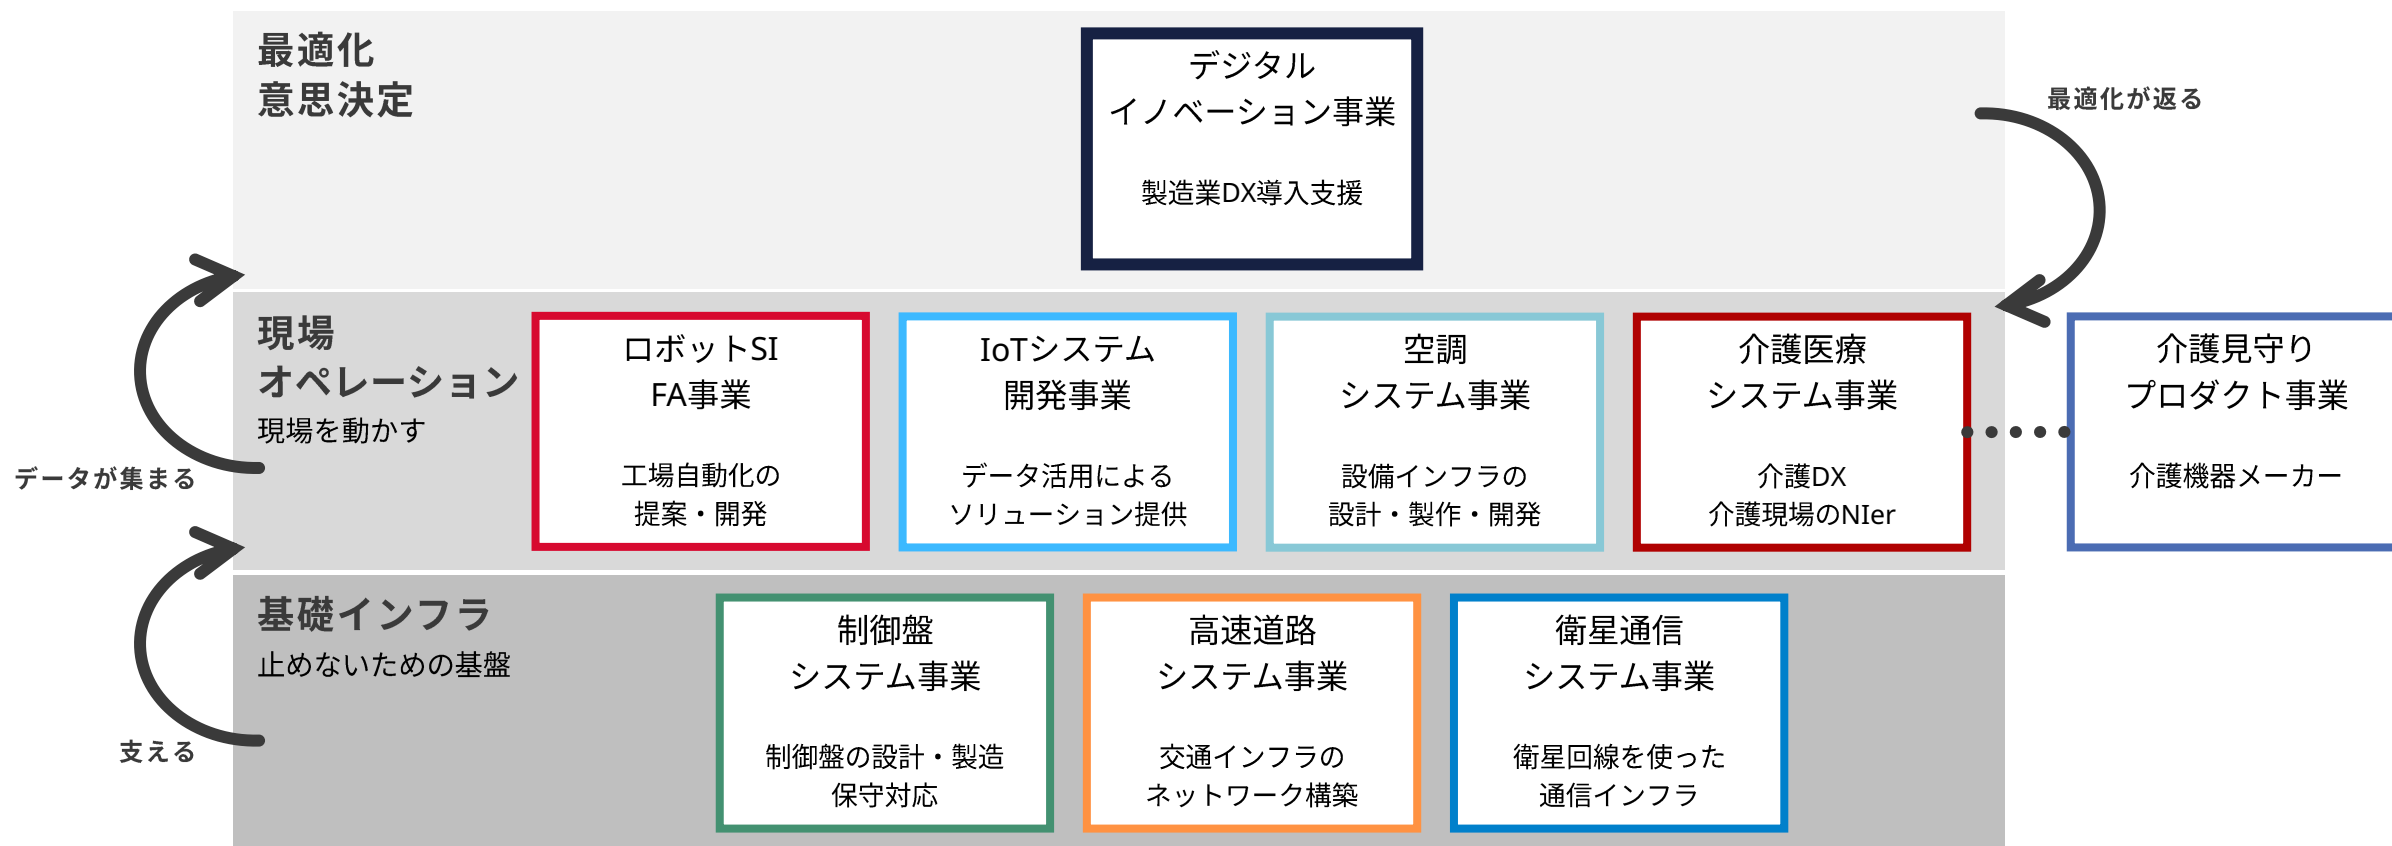 最適化
意思決定
デジタル
イノベーション事業
製造業DX導入支援
最適化が返る
現場
オペレーション
現場を動かす
データが集まる
ロボットSI
FA事業
工場自動化の
提案・開発
IoTシステム
開発事業
データ活用による
ソリューション提供
空調
システム事業
設備インフラの
設計・製作・開発
介護医療
システム事業
介護DX
介護現場のNIer
介護見守り
プロダクト事業
介護機器メーカー
基礎インフラ
止めないための基盤
支える
制御盤
システム事業
制御盤の設計・製造
保守対応
高速道路
システム事業
交通インフラの
ネットワーク構築
衛星通信
システム事業
衛星回線を使った
通信インフラ